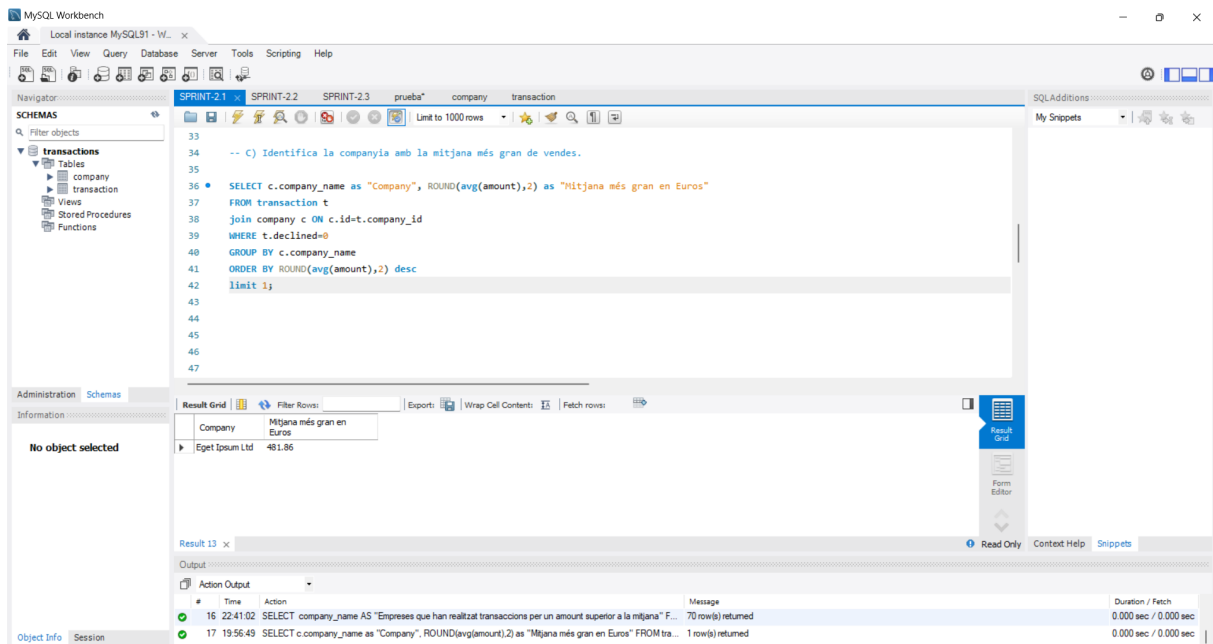 MySQL Workbench
Local instance MySQL91 - W... ×
File Edit View Query Database Server Tools Scripting Help
Navigator
SPRINT-2.1 × SPRINT-2.2 SPRINT-2.3 prueba* company transaction
SQLAdditions
SCHEMAS
Limit to 1000 rows
My Snippets
Filter objects
transactions
Tables
company
transaction
Views
Stored Procedures
Functions
33
34 -- C) Identifica la companyia amb la mitjana més gran de vendes.
35
36 SELECT c.company_name as "Company", ROUND(avg(amount),2) as "Mitjana més gran en Euros"
37 FROM transaction t
38 join company c ON c.id=t.company_id
39 WHERE t.declined=0
40 GROUP BY c.company_name
41 ORDER BY ROUND(avg(amount),2) desc
42 limit 1;
43
44
45
46
47
Administration Schemas
Information
No object selected
Result Grid Filter Rows: Export: Wrap Cell Content: Fetch rows:
Company Mitjana més gran en
Euros
Eget Ipsum Ltd 481.86
Result
Grid
Form
Editor
Result 13 ×
Read Only Context Help Snippets
Output
Action Output
# Time Action Message Duration / Fetch
16 22:41:02 SELECT company_name AS "Empreses que han realitzat transaccions per un amount superior a la mitjana" F... 70 row(s) returned 0.000 sec / 0.000 sec
17 19:56:49 SELECT c.company_name as "Company", ROUND(avg(amount),2) as "Mitjana més gran en Euros" FROM tra... 1 row(s) returned 0.000 sec / 0.000 sec
Object Info Session